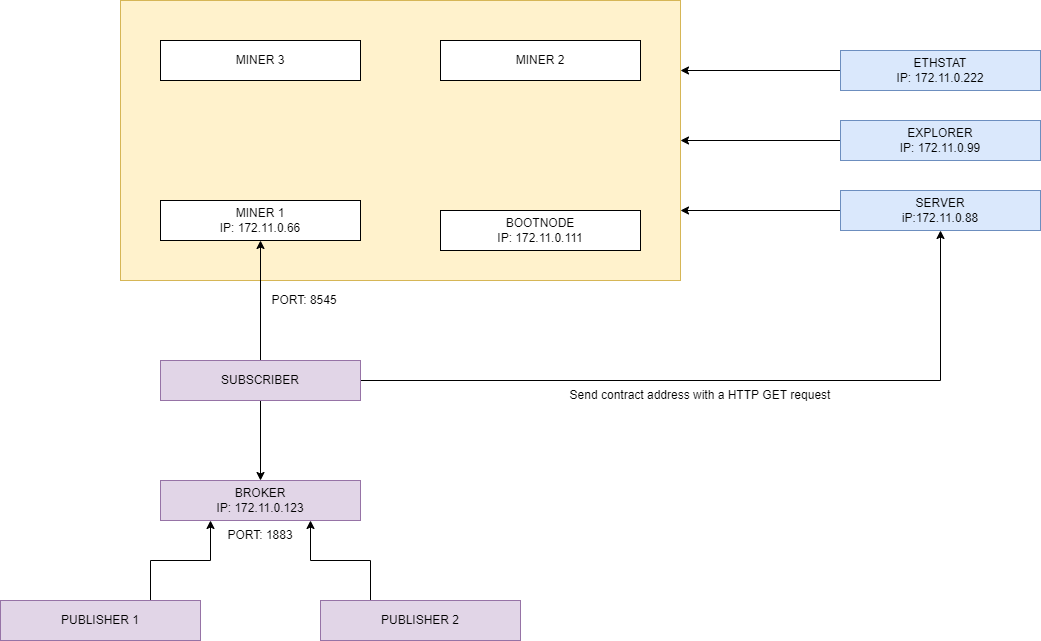 MINER 3
MINER 2
ETHSTAT
IP: 172.11.0.222
EXPLORER
IP: 172.11.0.99
SERVER
iP:172.11.0.88
MINER 1
IP: 172.11.0.66
BOOTNODE
IP: 172.11.0.111
PORT: 8545
SUBSCRIBER
Send contract address with a HTTP GET request
BROKER
IP: 172.11.0.123
PORT: 1883
PUBLISHER 1
PUBLISHER 2